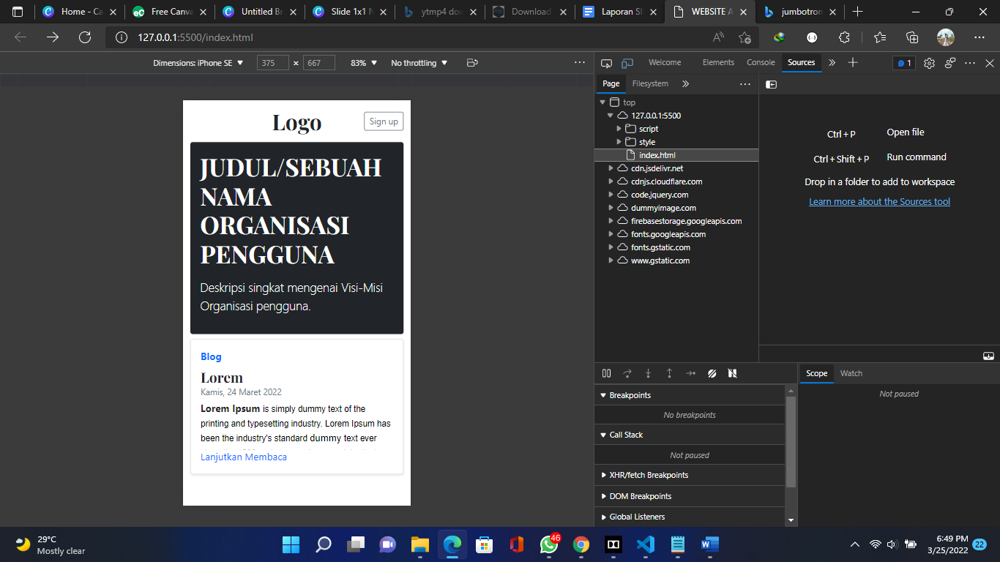 Home - Ca
Free Canva
Untitled Br
Slide 1x1 N
ytmp4 dow
Download
Laporan SI
WEBSITE A
jumbotron
127.0.0.1:5500/index.html
Dimensions: iPhone SE
375
×
667
83%
No throttling
Welcome
Elements
Console
Sources
1
Page
Filesystem
top
127.0.0.1:5500
script
style
index.html
cdn.jsdelivr.net
cdnjs.cloudflare.com
code.jquery.com
dummyimage.com
firebasestorage.googleapis.com
fonts.googleapis.com
fonts.gstatic.com
www.gstatic.com
Ctrl + P
Open file
Ctrl + Shift + P
Run command
Drop in a folder to add to workspace
Learn more about the Sources tool
Logo
Sign up
JUDUL/SEBUAH
NAMA
ORGANISASI
PENGGUNA
Deskripsi singkat mengenai Visi-Misi
Organisasi pengguna.
Blog
Lorem
Kamis, 24 Maret 2022
Lorem Ipsum is simply dummy text of the
printing and typesetting industry. Lorem Ipsum has
been the industry's standard dummy text ever
Lanjutkan Membaca
Breakpoints
No breakpoints
Call Stack
Not paused
XHR/fetch Breakpoints
DOM Breakpoints
Global Listeners
Scope
Watch
Not paused
29°C
Mostly clear
46
6:49 PM
3/25/2022
22